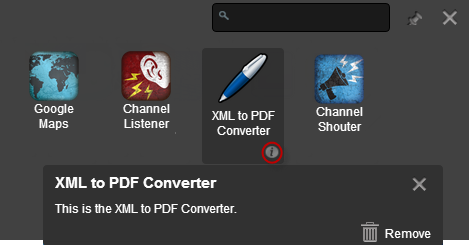 Google
Maps
Channel
Listener
XML to PDF
Converter
Channel
Shouter
XML to PDF Converter
This is the XML to PDF Converter.
Remove